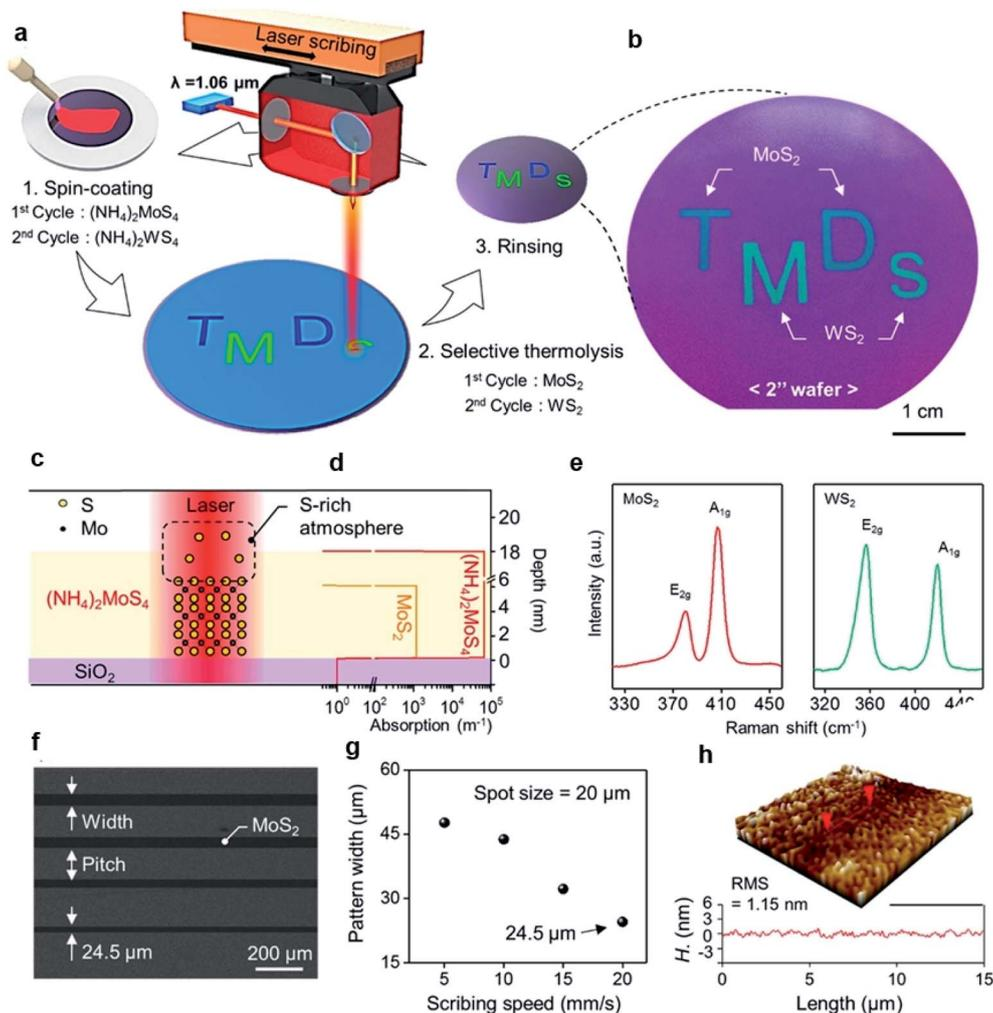 a
Laser scribing
λ =1.06 μm
1. Spin-coating
1st Cycle : (NH4)2MoS4
2nd Cycle : (NH4)2WS4
T M D S
2. Selective thermolysis
1st Cycle : MoS2
2nd Cycle : WS2
T M D S
3. Rinsing
b
MoS2
T M D S
WS2
< 2" wafer >
1 cm
c
S
Mo
Laser
S-rich
atmosphere
(NH4)2MoS4
SiO2
d
MoS2
(NH4)2MoS4
20
18
6
4
2
0
Depth (nm)
10^0 10^2 10^3 10^4 10^5
Absorption (m-1)
e
Intensity (a.u.)
MoS2
E2g
A1g
330 370 410 450
WS2
E2g
A1g
320 360 400
Raman shift (cm-1)
f
Width
MoS2
Pitch
24.5 μm
200 μm
g
Pattern width (μm)
60
45
30
15
Spot size = 20 μm
24.5 μm
5 10 15 20
Scribing speed (mm/s)
h
RMS
= 1.15 nm
H. (nm)
6
3
0
-3
0 5 10 15
Length (μm)